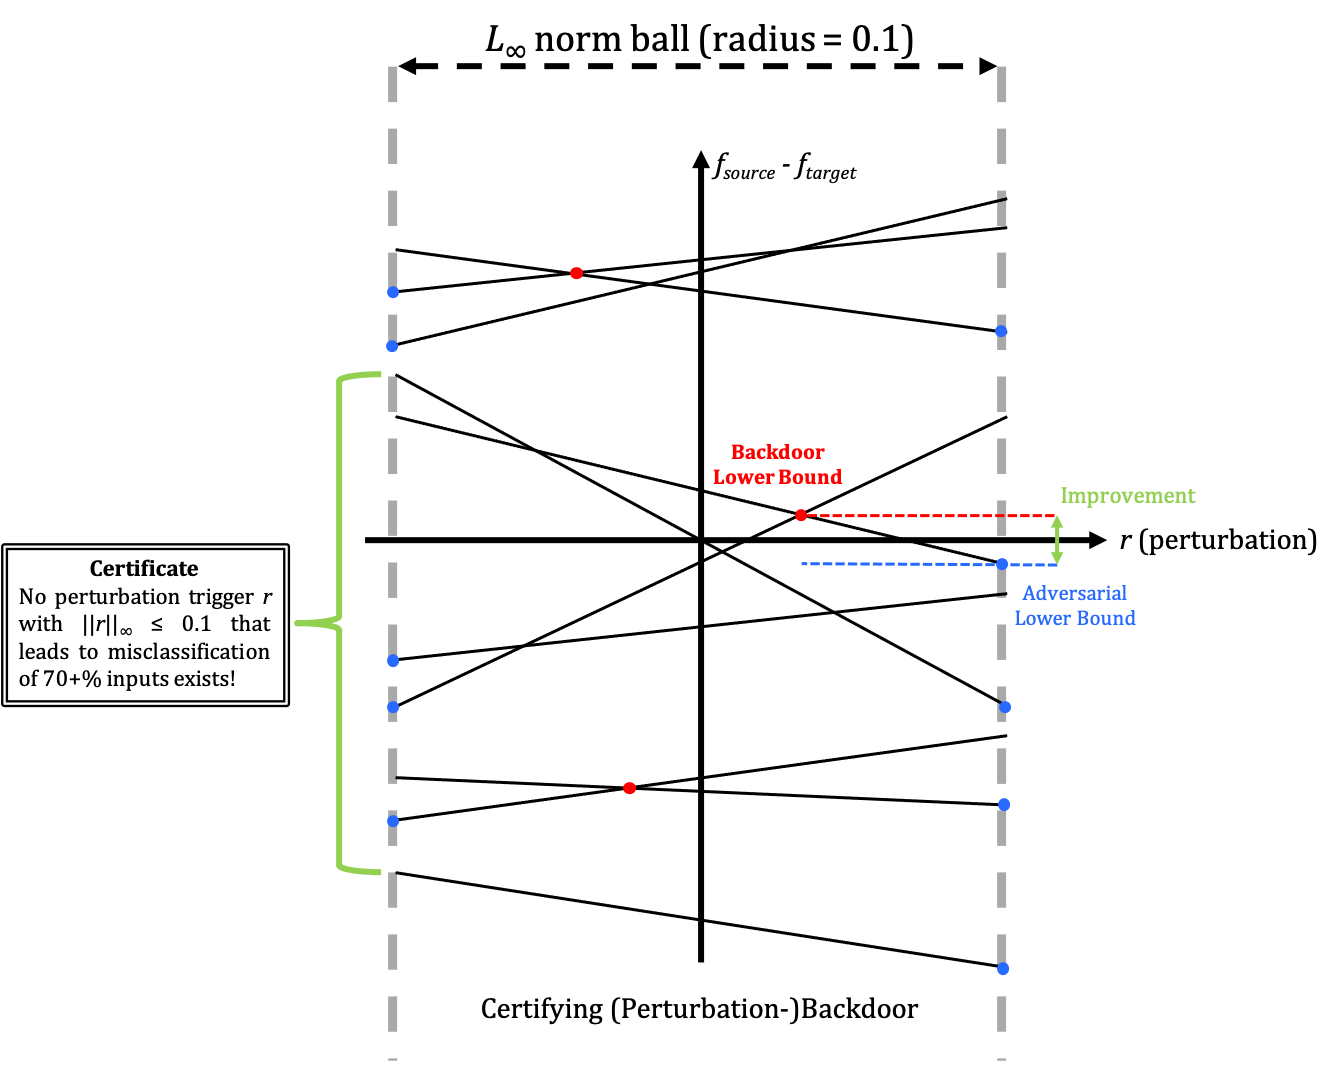 L∞ norm ball (radius = 0.1)
fsource - ftarget
Backdoor
Lower Bound
Improvement
r (perturbation)
Adversarial
Lower Bound
Certificate
No perturbation trigger r
with ||r||∞ ≤ 0.1 that
leads to misclassification
of 70+% inputs exists!
Certifying (Perturbation-)Backdoor